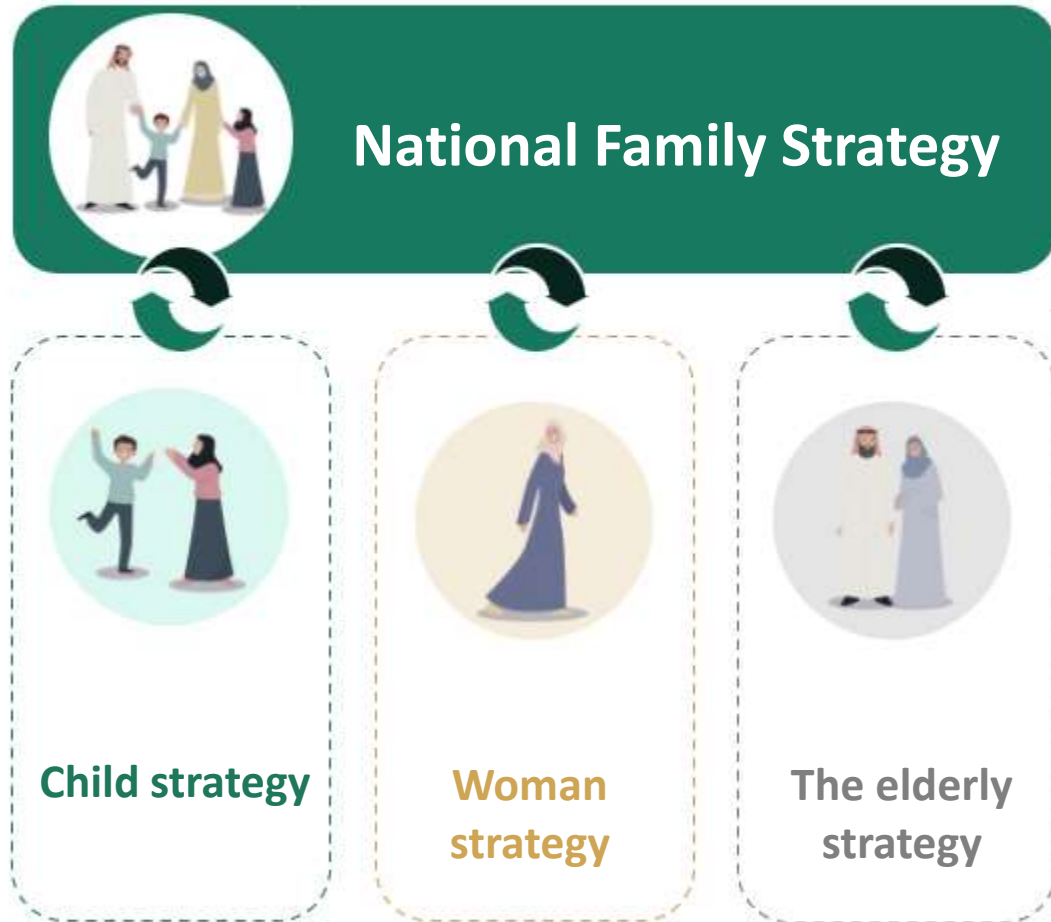 National Family Strategy
Child strategy
Woman
strategy
The elderly
strategy